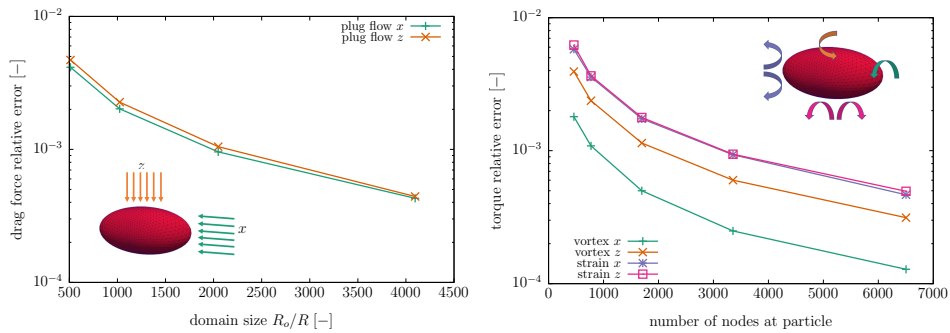 10^{-2}
10^{-3}
10^{-4}
drag force relative error [−]
plug flow x
plug flow z
z
x
500 1000 1500 2000 2500 3000 3500 4000 4500
domain size R_o/R [−]
10^{-2}
10^{-3}
10^{-4}
torque relative error [−]
vortex x
vortex z
strain x
strain z
0 1000 2000 3000 4000 5000 6000 7000
number of nodes at particle